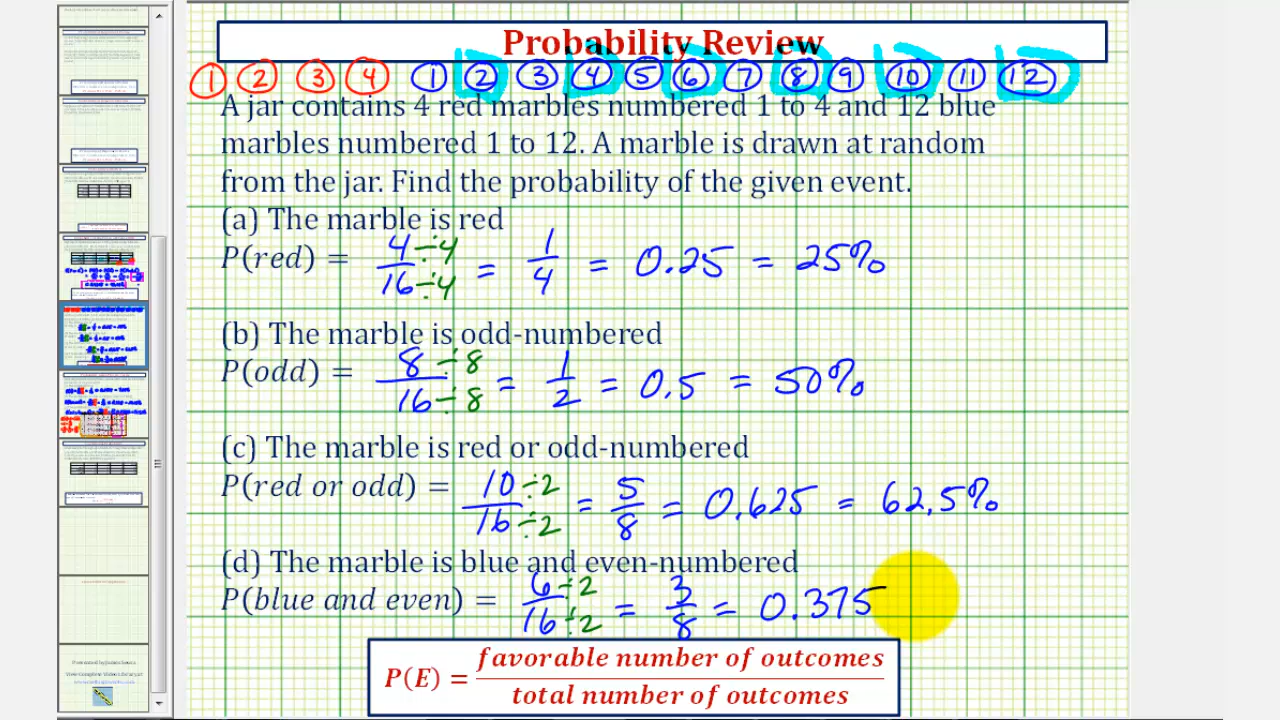 Probability Review
1 2 3 4 1 2 3 4 5 6 7 8 9 10 11 12
A jar contains 4 red marbles numbered 1 to 4 and 12 blue
marbles numbered 1 to 12. A marble is drawn at random
from the jar. Find the probability of the given event.
(a) The marble is red
P(red) = 4/16 ÷4/÷4 = 1/4 = 0.25 = 25%
(b) The marble is odd-numbered
P(odd) = 8/16 ÷8/÷8 = 1/2 = 0.5 = 50%
(c) The marble is red or odd-numbered
P(red or odd) = 10/16 ÷2/÷2 = 5/8 = 0.625 = 62.5%
(d) The marble is blue and even-numbered
P(blue and even) = 6/16 ÷2/÷2 = 3/8 = 0.375
P(E) = favorable number of outcomes
total number of outcomes